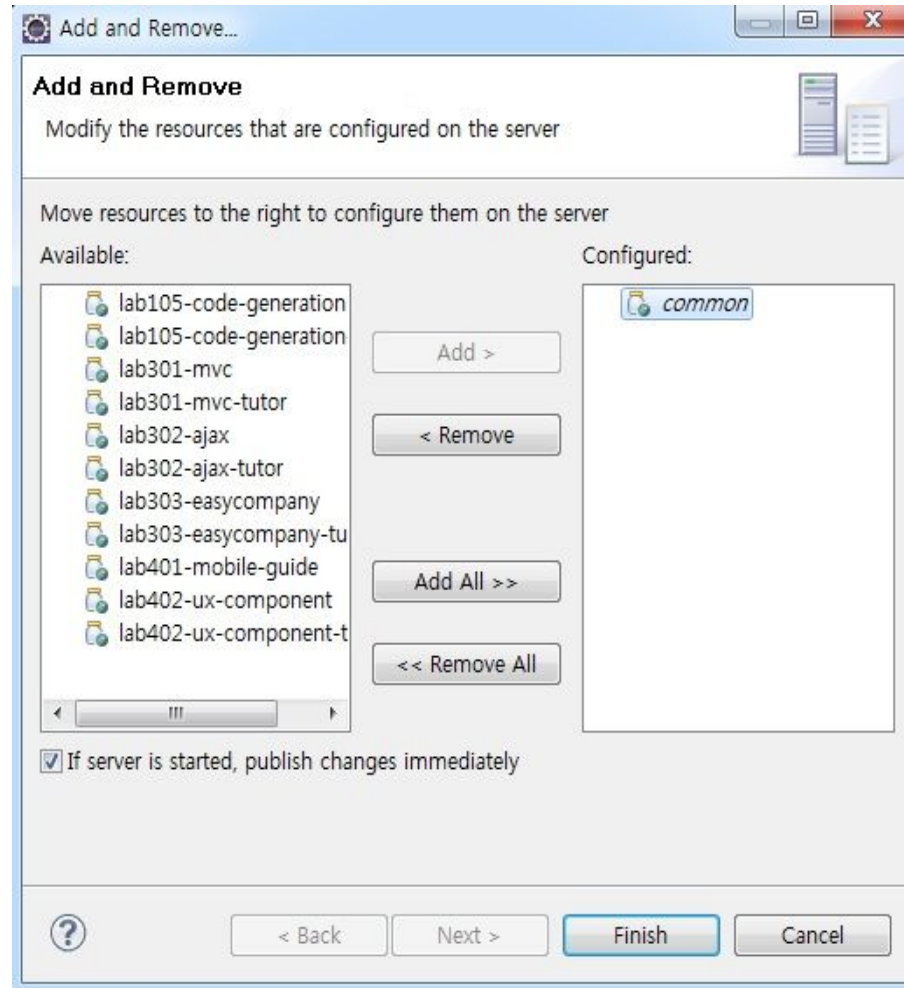 Add and Remove...
Add and Remove
Modify the resources that are configured on the server
Move resources to the right to configure them on the server
Available:
Configured:
lab105-code-generation
lab105-code-generation
lab301-mvc
lab301-mvc-tutor
lab302-ajax
lab302-ajax-tutor
lab303-easycompany
lab303-easycompany-tu
lab401-mobile-guide
lab402-ux-component
lab402-ux-component-t
Add >
< Remove
Add All >>
<< Remove All
common
If server is started, publish changes immediately
?
< Back
Next >
Finish
Cancel